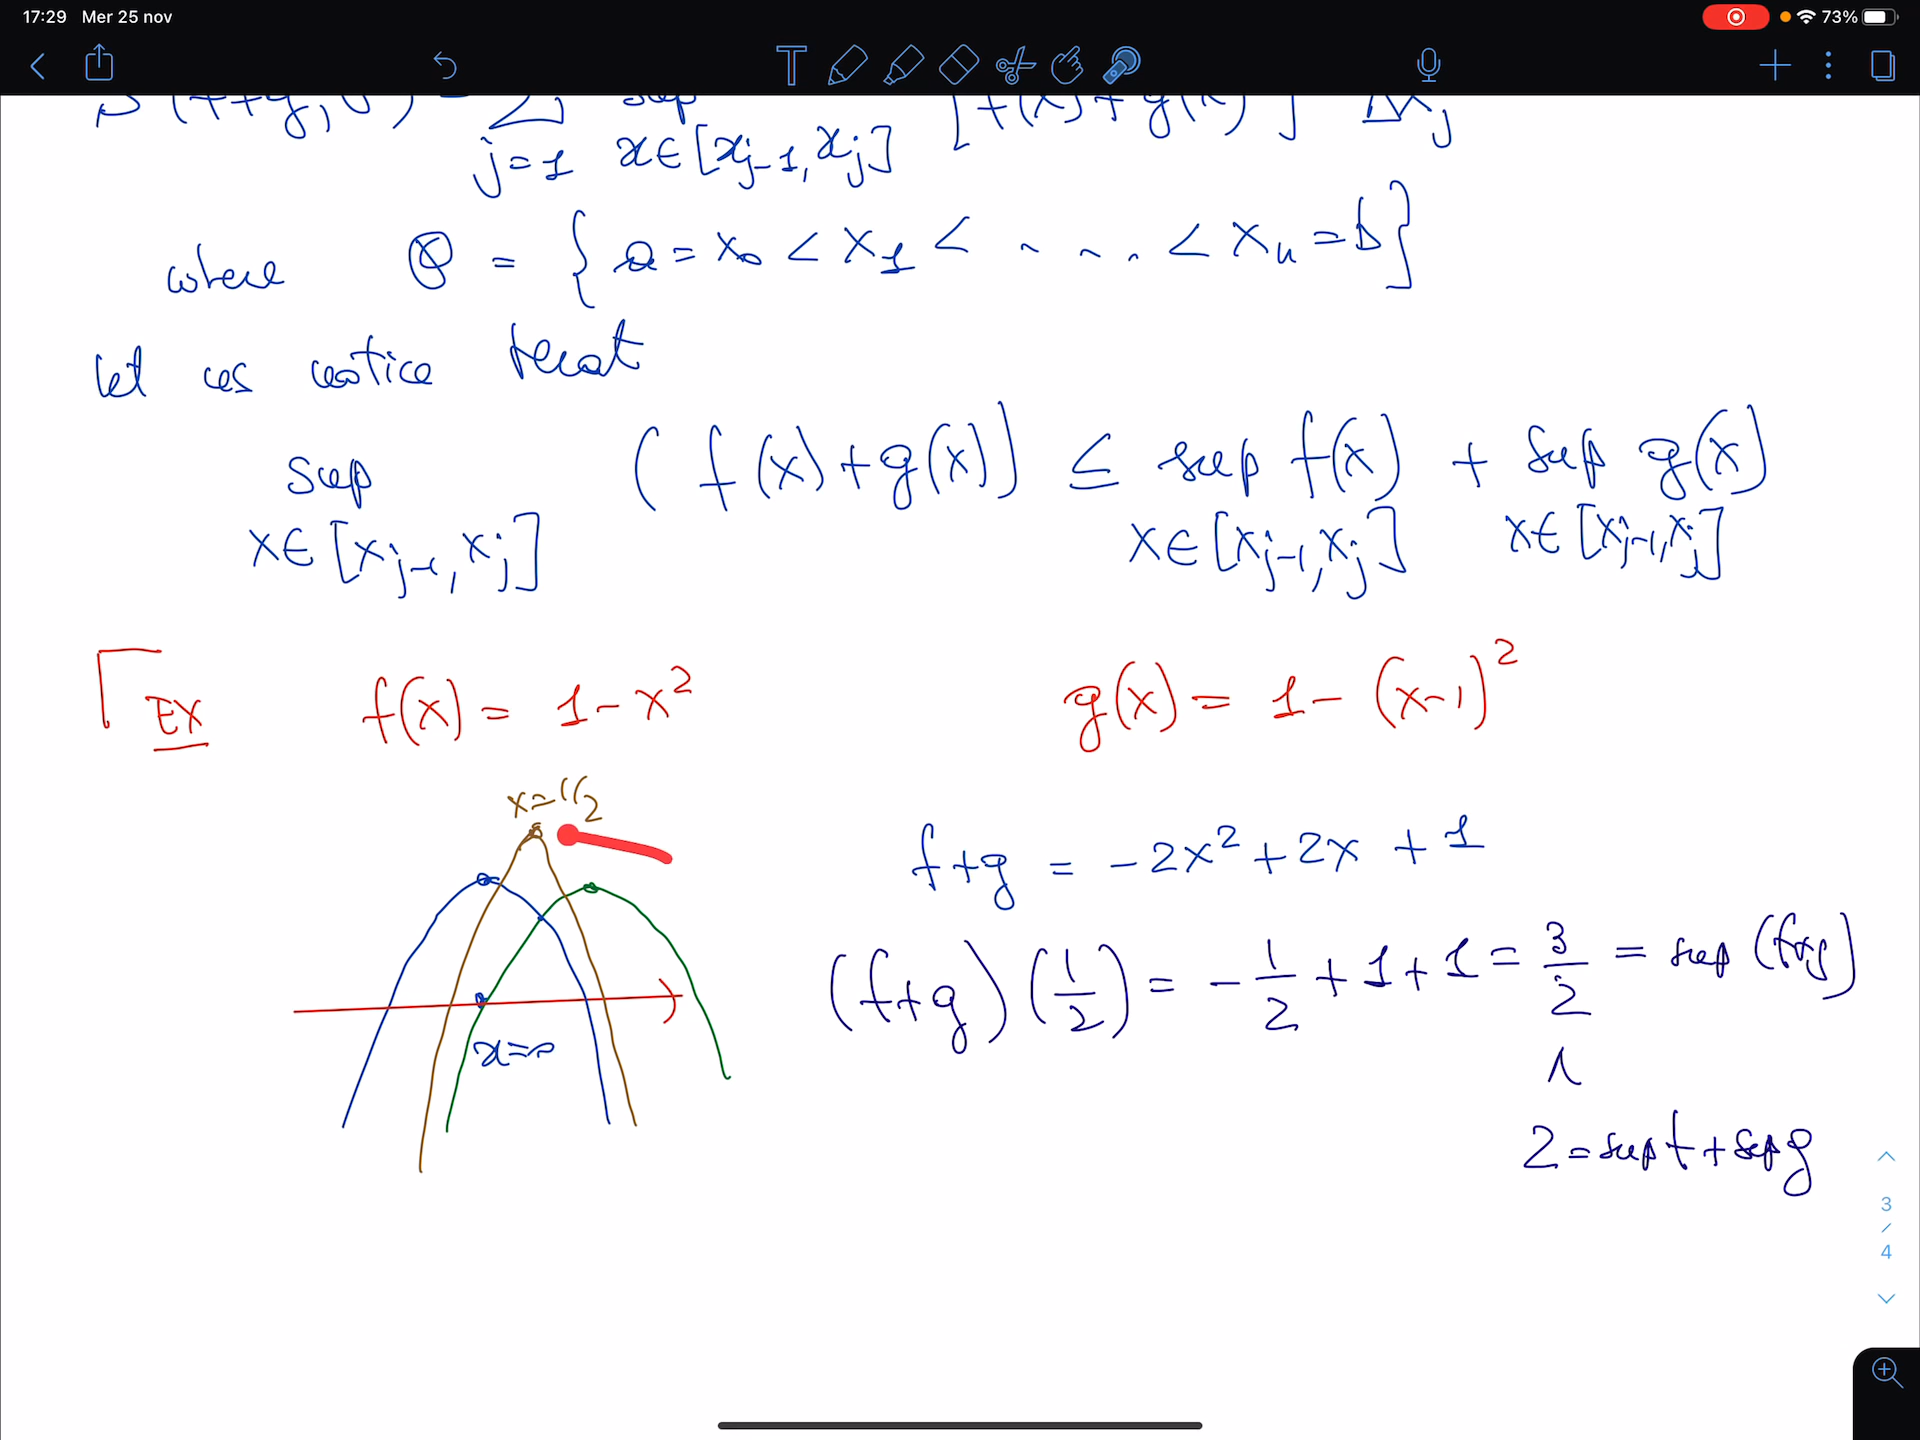 17:29 Mer 25 nov 73%
S(f+g, σ) = Σ sup [f(x)+g(x)] Δxj
j=1 x∈[xj-1, xj]
where σ = {a = x0 < x1 < . . . . < xn = b}
let us notice that
sup (f(x)+g(x)) ≤ sup f(x) + sup g(x)
x∈[xj-1, xj] x∈[xj-1, xj] x∈[xj-1, xj]
EX f(x) = 1-x² g(x) = 1-(x-1)²
x=1/2
f+g = -2x²+2x+1
(f+g)(1/2) = -1/2+1+1 = 3/2 = sup (f+g)
x=0
∧
2 = sup f + sup g
3
/
4